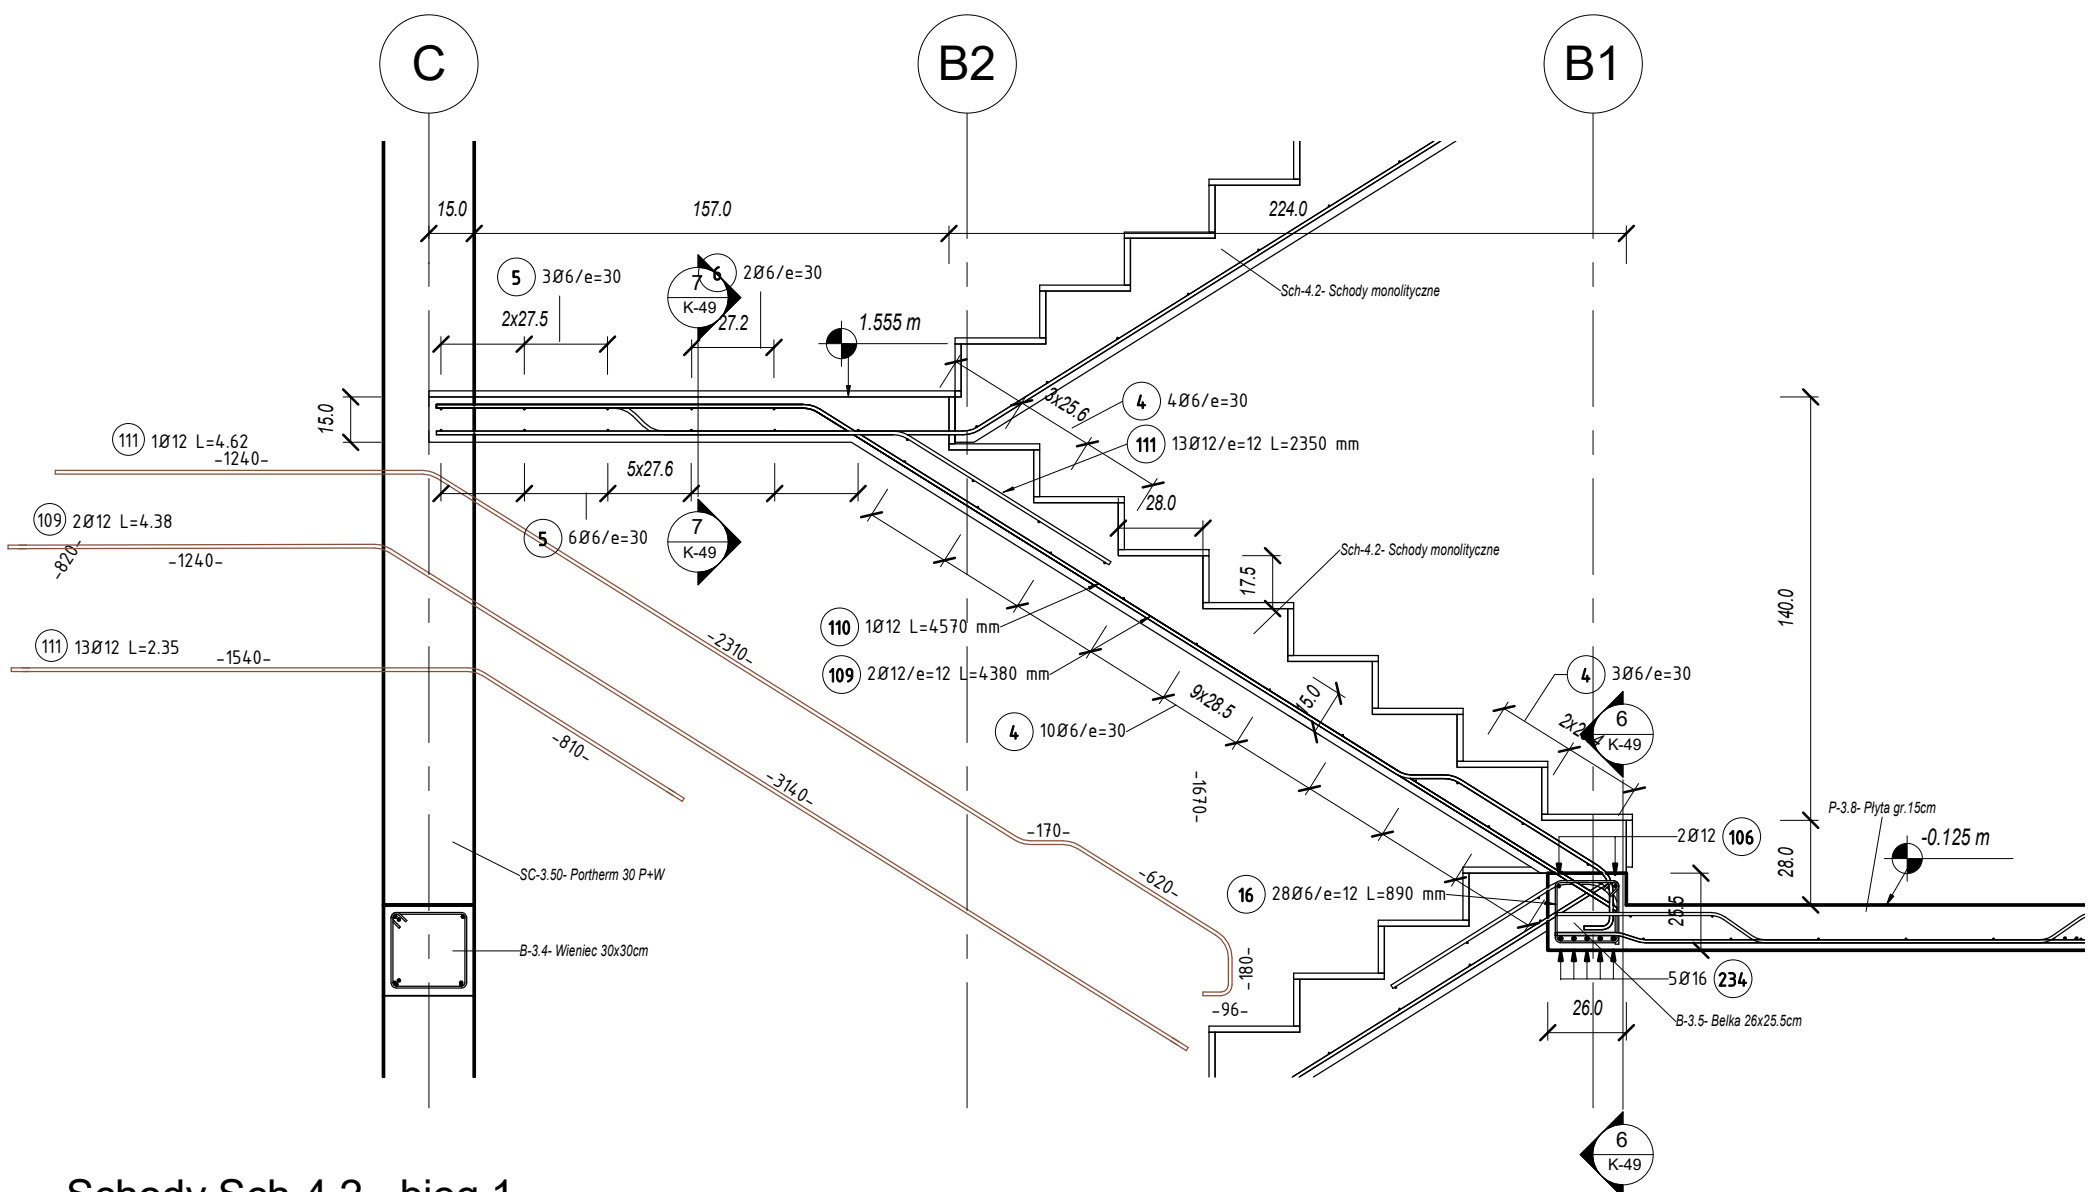 C
B2
B1
15.0
157.0
224.0
5
3Ø6/e=30
7
K-49
6
2Ø6/e=30
2x27.5
27.2
1.555 m
Sch-4.2- Schody monolityczne
15.0
3x25.6
4
4Ø6/e=30
111
13Ø12/e=12 L=2350 mm
111
1Ø12 L=4.62
-1240-
5x27.6
28.0
109
2Ø12 L=4.38
-820-
-1240-
5
6Ø6/e=30
7
K-49
Sch-4.2- Schody monolityczne
17.5
140.0
110
1Ø12 L=4570 mm
111
13Ø12 L=2.35
-1540-
-2310-
109
2Ø12/e=12 L=4380 mm
4
3Ø6/e=30
9x28.5
15.0
4
10Ø6/e=30
6
K-49
-810-
-3140-
-1670-
P-3.8- Płyta gr.15cm
-170-
2Ø12
106
-0.125 m
28.0
SC-3.50- Portherm 30 P+W
-620-
16
28Ø6/e=12 L=890 mm
25.5
B-3.4- Wieniec 30x30cm
-180-
5Ø16
234
-96-
26.0
B-3.5- Belka 26x25.5cm
6
K-49
Schody Sch-4.2 - bieg 1